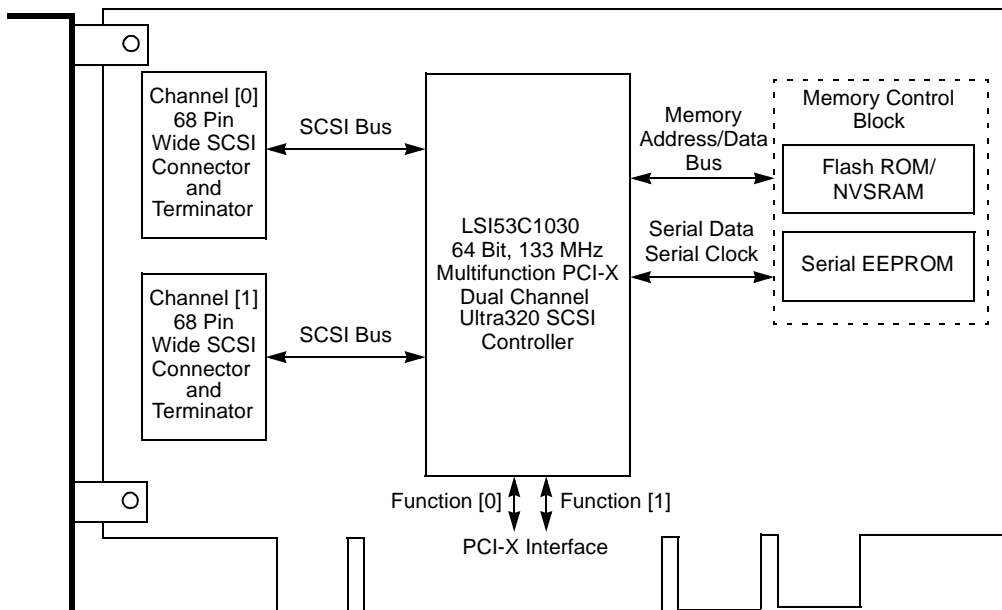 Channel [0]
68 Pin
Wide SCSI
Connector
and
Terminator
SCSI Bus
Channel [1]
68 Pin
Wide SCSI
Connector
and
Terminator
SCSI Bus
LSI53C1030
64 Bit, 133 MHz
Multifunction PCI-X
Dual Channel
Ultra320 SCSI
Controller
Memory
Address/Data
Bus
Serial Data
Serial Clock
Memory Control
Block
Flash ROM/
NVSRAM
Serial EEPROM
Function [0]
Function [1]
PCI-X Interface